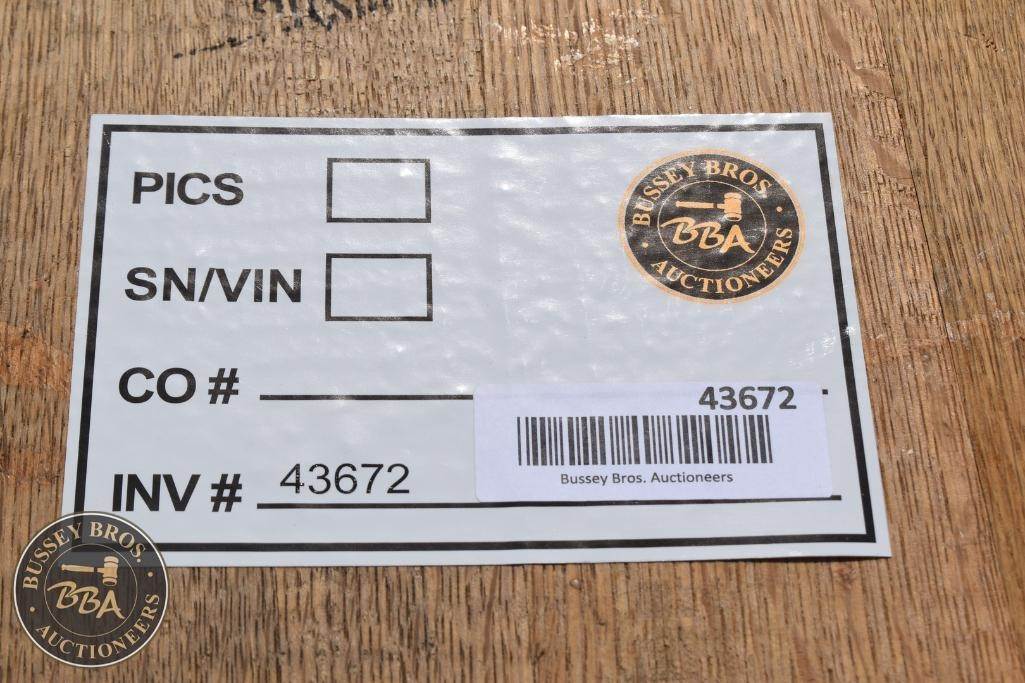 PICS
BUSSEY BROS.
BBA
AUCTIONEERS
SN/VIN
CO #
43672
Bussey Bros. Auctioneers
INV # 43672
BUSSEY BROS.
BBA
AUCTIONEERS